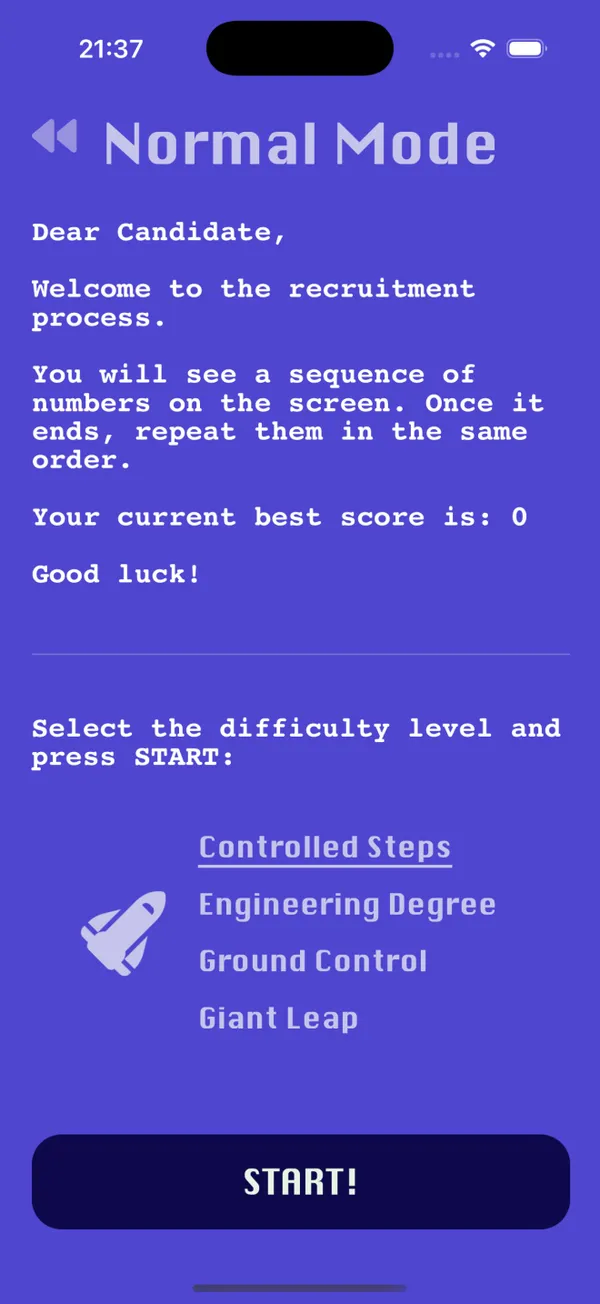 21:37
Normal Mode
Dear Candidate,
Welcome to the recruitment
process.
You will see a sequence of
numbers on the screen. Once it
ends, repeat them in the same
order.
Your current best score is: 0
Good luck!
Select the difficulty level and
press START:
Controlled Steps
Engineering Degree
Ground Control
Giant Leap
START!